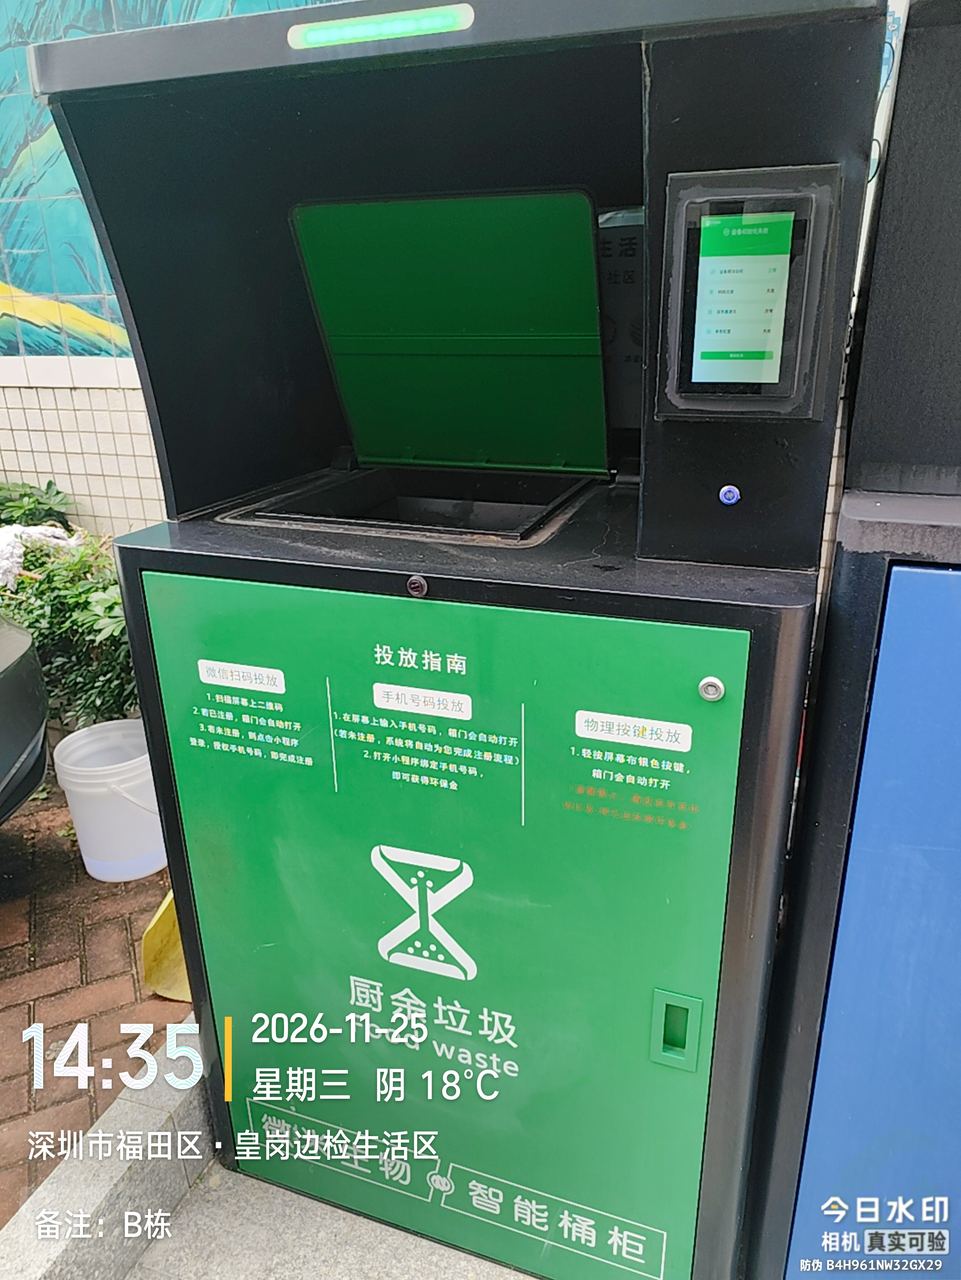 生活
社区
投放指南
微信扫码投放
1.扫描屏幕上二维码
2.若已注册，箱门会自动打开
3.若未注册，则点击小程序
登录，授权手机号码，即完成注册
手机号码投放
1.在屏幕上输入手机号码，箱门会自动打开
(若未注册，系统将自动为您完成注册流程)
2.打开小程序绑定手机号码，
即可获得环保金
物理按键投放
1.轻按屏幕下方银色按键，
箱门会自动打开
厨余垃圾
food waste
生物
智能桶柜
14:35
2026-11-25
星期三 阴 18°C
深圳市福田区·皇岗边检生活区
备注：B栋
今日水印
相机 真实可验
防伪 B4H961NW32GX29